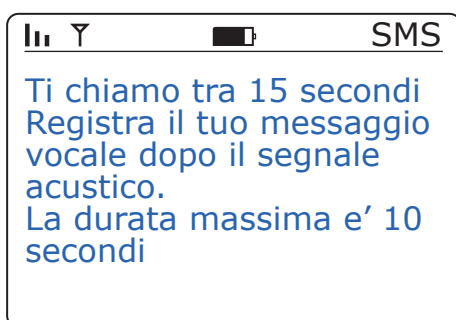 SMS
Ti chiamo tra 15 secondi
Registra il tuo messaggio
vocale dopo il segnale
acustico.
La durata massima e’ 10
secondi